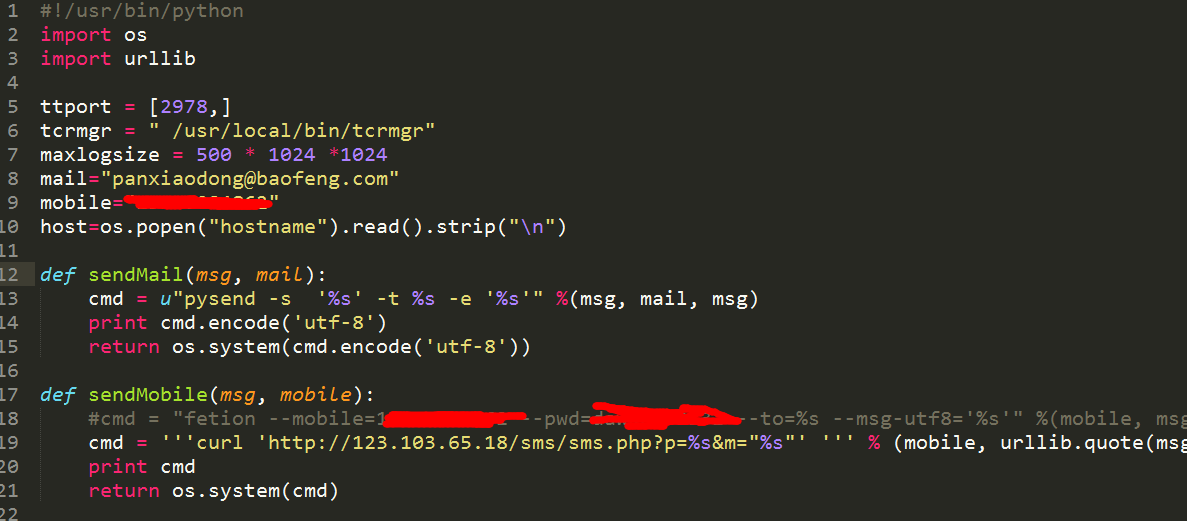 1 #!/usr/bin/python
2 import os
3 import urllib
4
5 ttport = [2978,]
6 tcrmgr = " /usr/local/bin/tcrmgr"
7 maxlogsize = 500 * 1024 *1024
8 mail="panxiaodong@baofeng.com"
9 mobile="
10 host=os.popen("hostname").read().strip("\n")
11
12 def sendMail(msg, mail):
13     cmd = u"pysend -s  '%s' -t %s -e '%s'" %(msg, mail, msg)
14     print cmd.encode('utf-8')
15     return os.system(cmd.encode('utf-8'))
16
17 def sendMobile(msg, mobile):
18     #cmd = "fetion --mobile=1 --pwd= --to=%s --msg-utf8='%s'" %(mobile, msg
19     cmd = '''curl 'http://123.103.65.18/sms/sms.php?p=%s&m="%s"' ''' % (mobile, urllib.quote(msg
20     print cmd
21     return os.system(cmd)
22